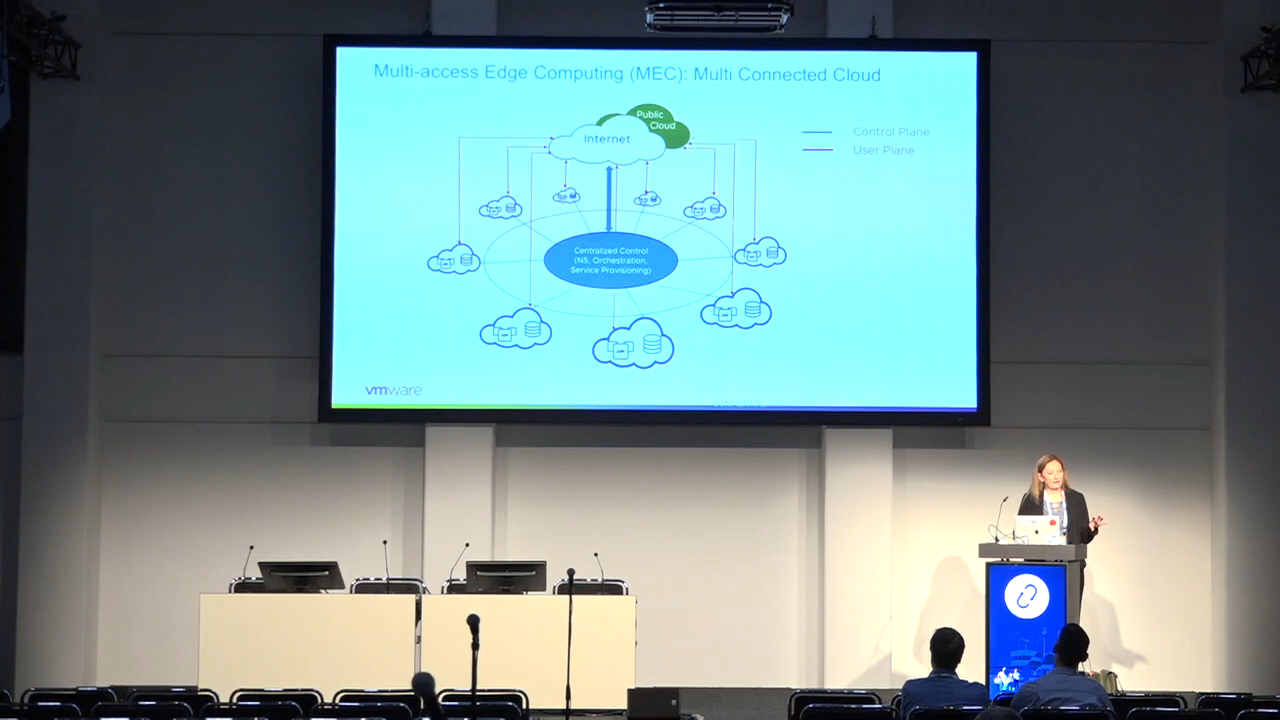 Multi-access Edge Computing (MEC): Multi Connected Cloud
Public
Cloud
Internet
Control Plane
User Plane
Centralized Control
(NS, Orchestration,
Service Provisioning)
vmware